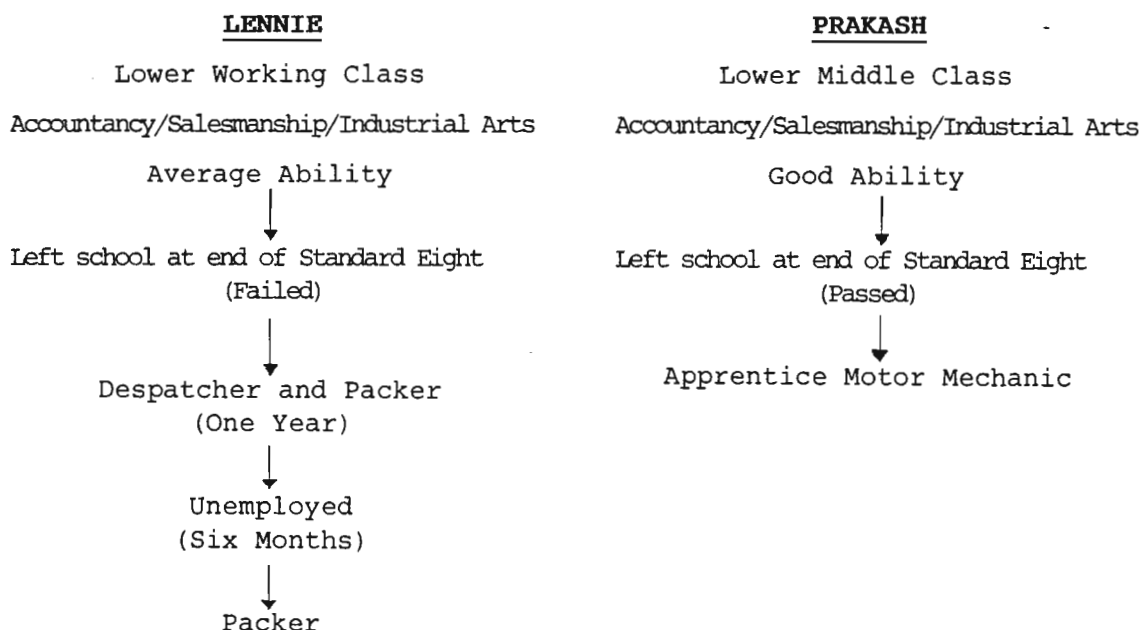 LENNIE
Lower Working Class
Accountancy/Salesmanship/Industrial Arts
Average Ability
Left school at end of Standard Eight
(Failed)
Despatcher and Packer
(One Year)
Unemployed
(Six Months)
Packer
PRAKASH
Lower Middle Class
Accountancy/Salesmanship/Industrial Arts
Good Ability
Left school at end of Standard Eight
(Passed)
Apprentice Motor Mechanic